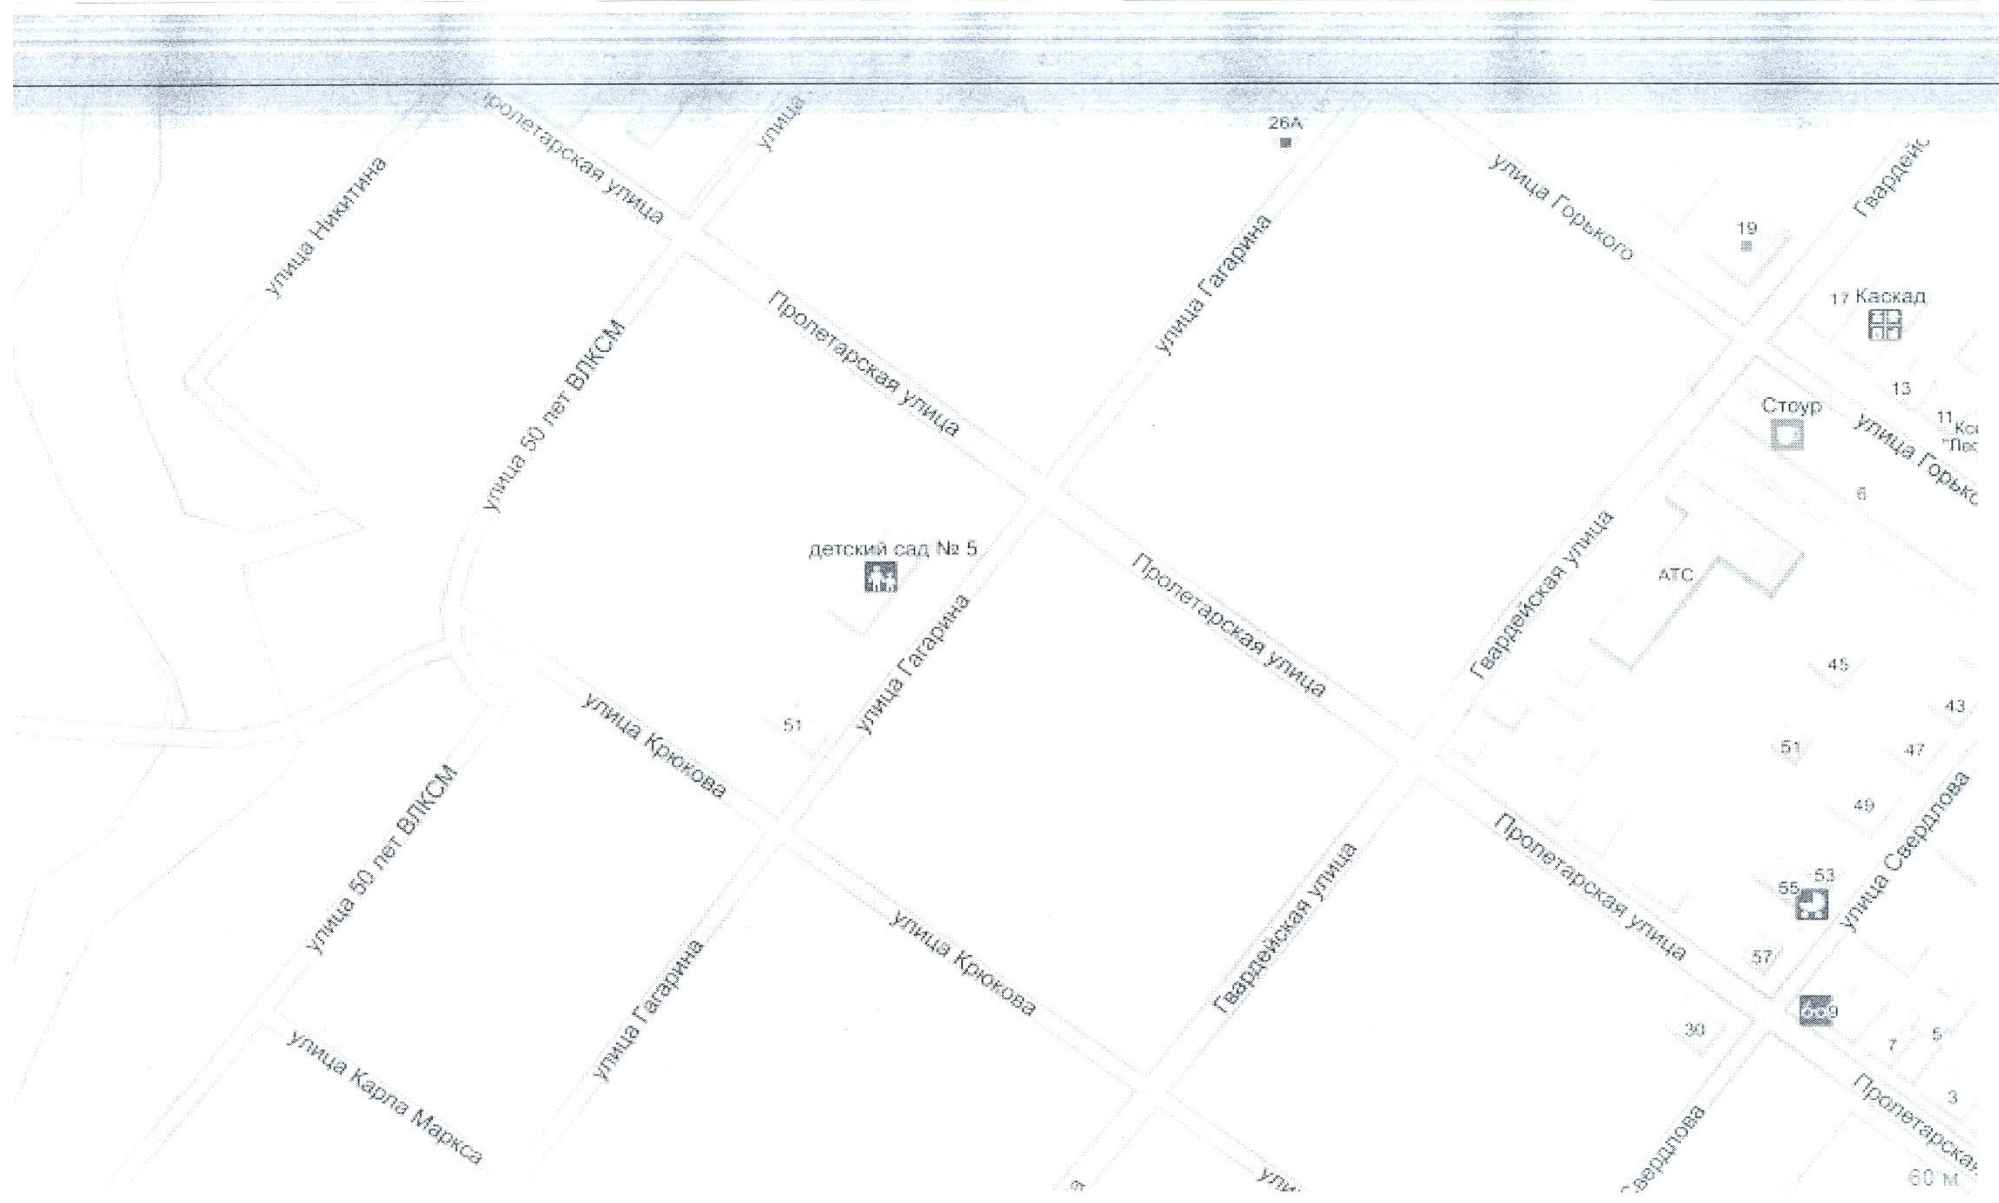 ролетарская улица
улица
26А
улица Никитина
улица Горького
Гвардейс
улица Гагарина
19
17 Каскад
Пролетарская улица
улица 50 лет ВЛКСМ
13
Стоур
11
улица Горько
6
детский сад № 5
АТС
Гвардейская улица
Пролетарская улица
улица Гагарина
45
43
51
51
47
улица Крюкова
49
улица 50 лет ВЛКСМ
улица Свердлова
Пролетарская улица
Гвардейская улица
53
55
57
улица Крюкова
улица Гагарина
30
7
5
3
улица Карла Маркса
Пролетарская
вердлова
ули
а
60 м